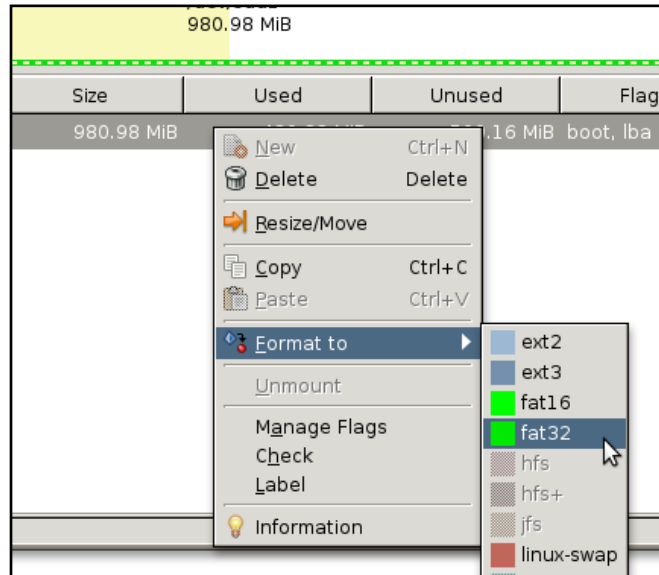 980.98 MiB
Size Used Unused Flag
980.98 MiB .16 MiB boot, lba
New Ctrl+N
Delete Delete
Resize/Move
Copy Ctrl+C
Paste Ctrl+V
Format to
ext2
ext3
Unmount
fat16
Manage Flags
fat32
Check
hfs
Label
hfs+
jfs
Information
linux-swap